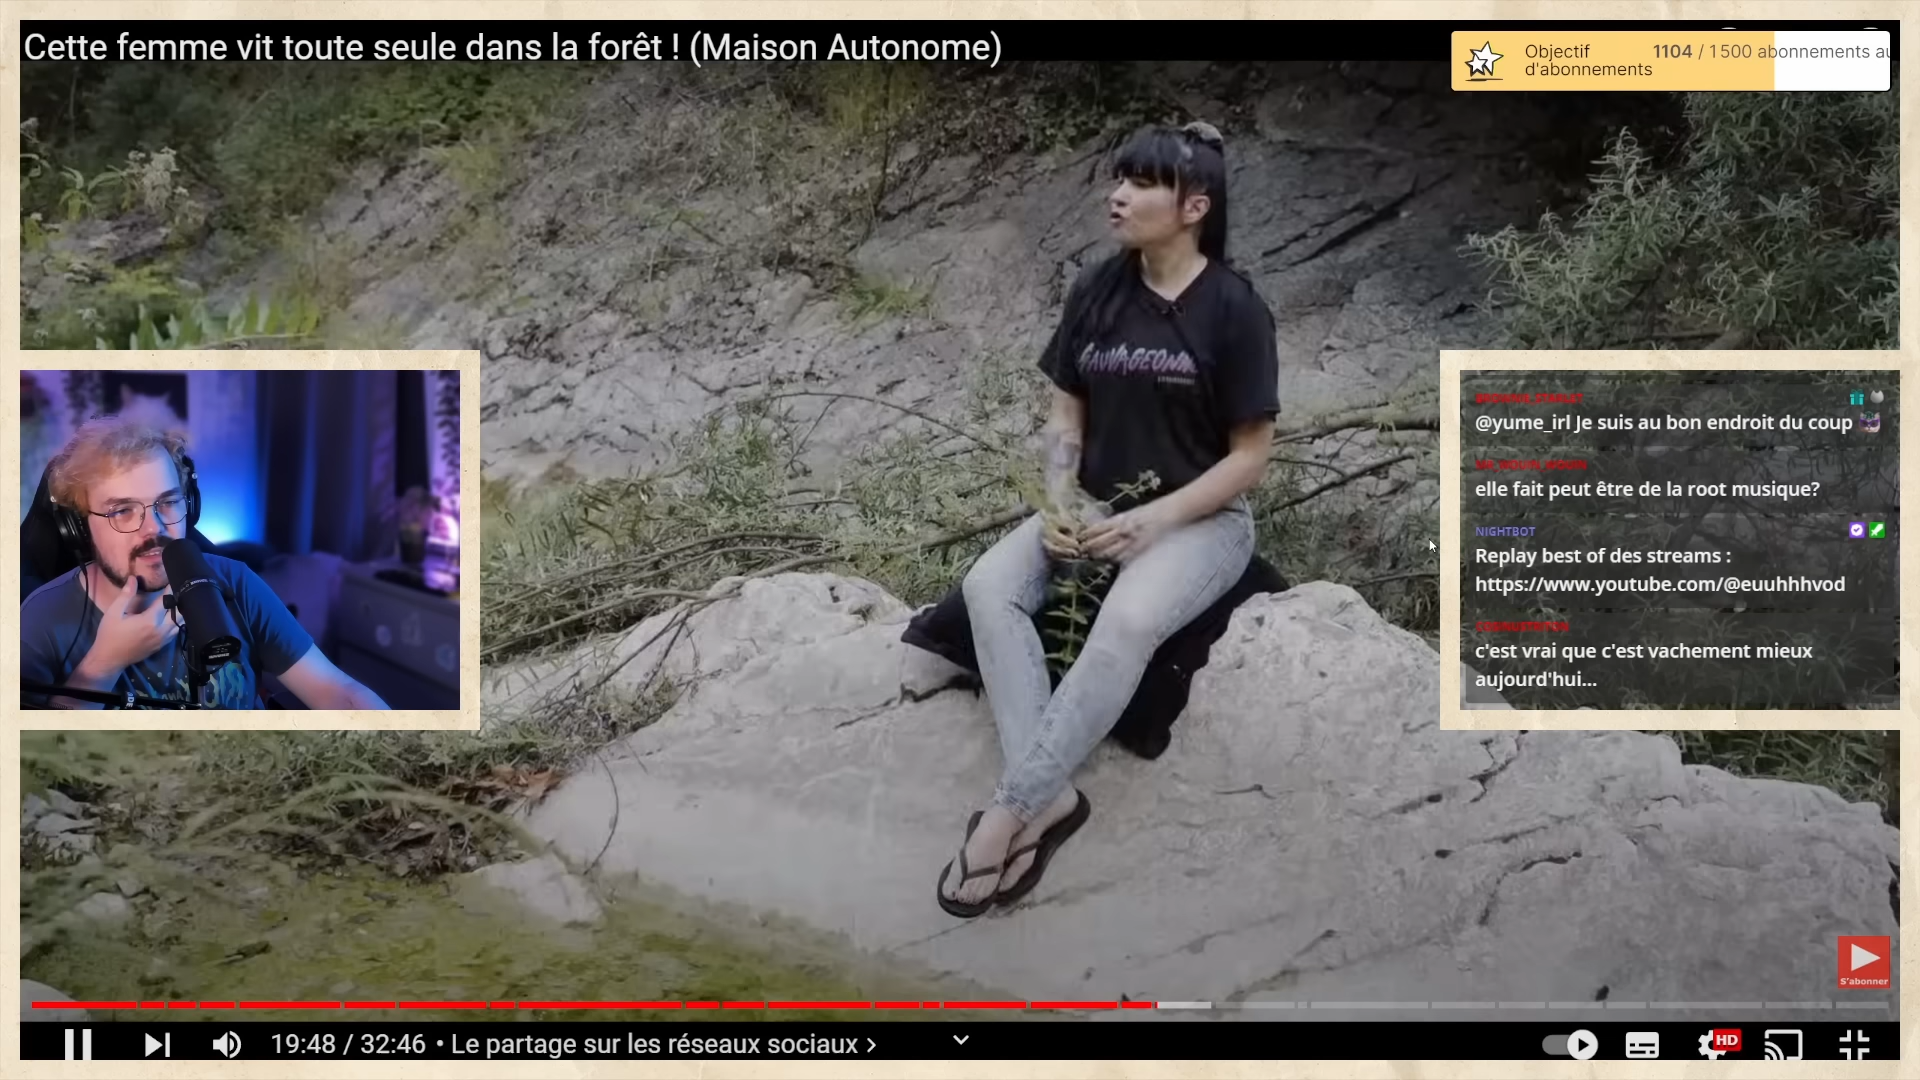 Cette femme vit toute seule dans la forêt ! (Maison Autonome)
Objectif
d'abonnements
1104 / 1500 abonnements au
SAUVAGEONNE
@yume_irl Je suis au bon endroit du coup
elle fait peut être de la root musique?
NIGHTBOT
Replay best of des streams :
https://www.youtube.com/@euuhhhvod
c'est vrai que c'est vachement mieux
aujourd'hui...
S'abonner
19:48 / 32:46 • Le partage sur les réseaux sociaux ›
HD